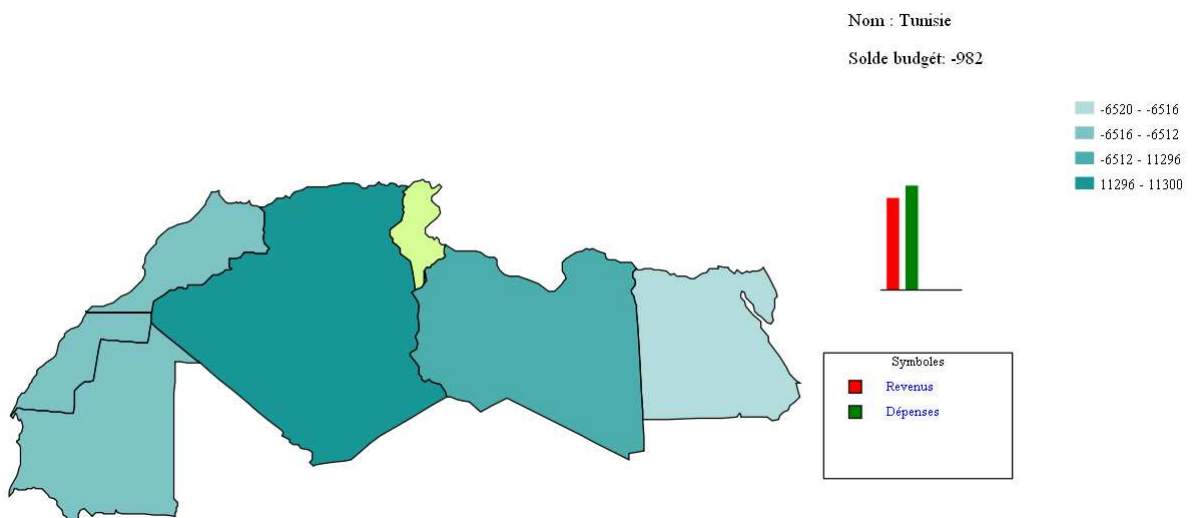 Nom : Tunisie
Solde budgét: -982
-6520 - -6516
-6516 - -6512
-6512 - 11296
11296 - 11300
Symboles
Revenus
Dépenses